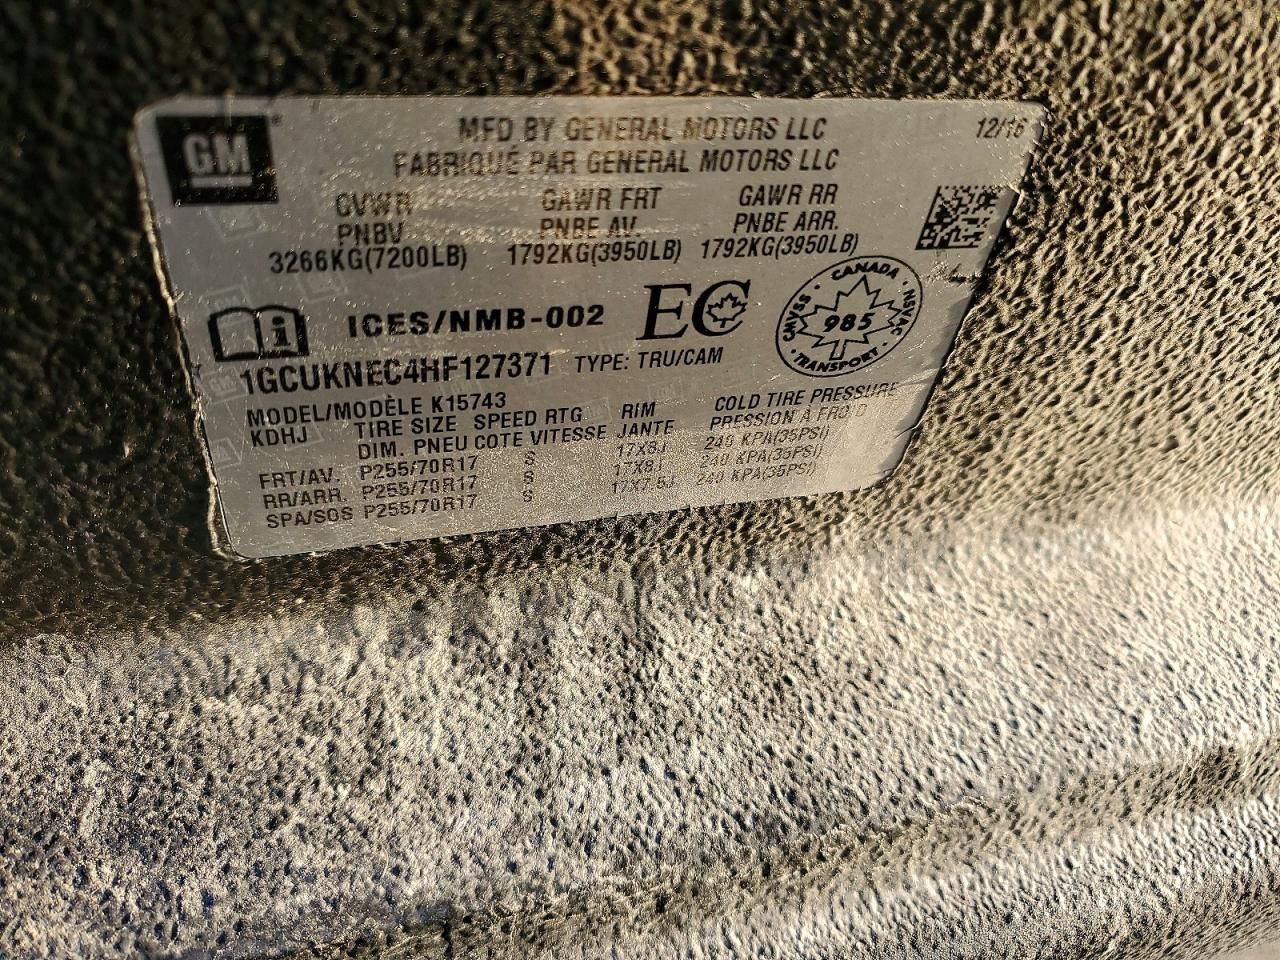 GM
MFD BY GENERAL MOTORS LLC 12/16
FABRIQUÉ PAR GENERAL MOTORS LLC
GVWR GAWR FRT GAWR RR
PNBV PNBE AV. PNBE ARR.
3266KG(7200LB) 1792KG(3950LB) 1792KG(3950LB)
ICES/NMB-002 EC CANADA CMVSS NSVAC 985 TRANSPORT
1GCUKNEC4HF127371 TYPE: TRU/CAM
MODEL/MODÈLE K15743
KDHJ TIRE SIZE SPEED RTG RIM COLD TIRE PRESSURE
DIM. PNEU COTE VITESSE JANTE PRESSION A FROID
FRT/AV. P255/70R17 S 17X8J 240 KPA(35PSI)
RR/ARR. P255/70R17 S 17X8J 240 KPA(35PSI)
SPA/SOS P255/70R17 S 17X7.5J 240 KPA(35PSI)